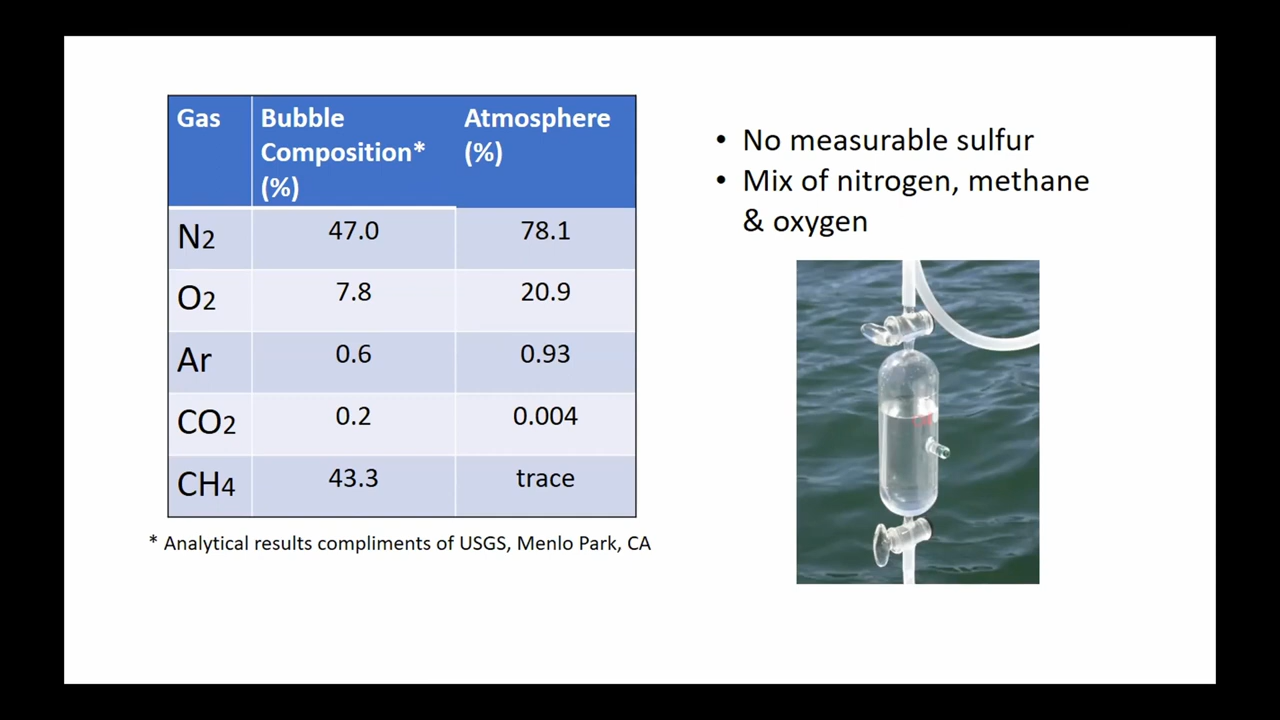 Gas Bubble Composition* (%) Atmosphere (%)
N2 47.0 78.1
O2 7.8 20.9
Ar 0.6 0.93
CO2 0.2 0.004
CH4 43.3 trace
* Analytical results compliments of USGS, Menlo Park, CA
• No measurable sulfur
• Mix of nitrogen, methane
& oxygen